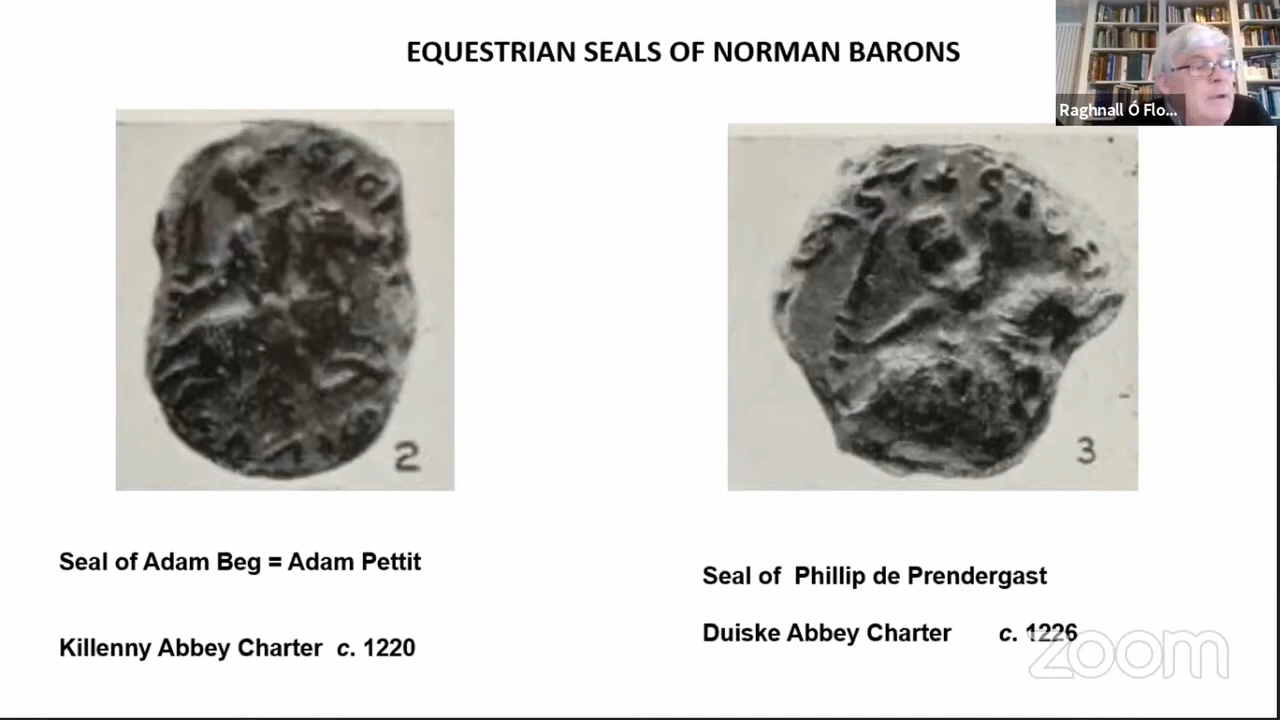 EQUESTRIAN SEALS OF NORMAN BARONS
Raghnall Ó Flo...
2
3
Seal of Adam Beg = Adam Pettit
Killenny Abbey Charter c. 1220
Seal of Phillip de Prendergast
Duiske Abbey Charter c. 1226
zoom